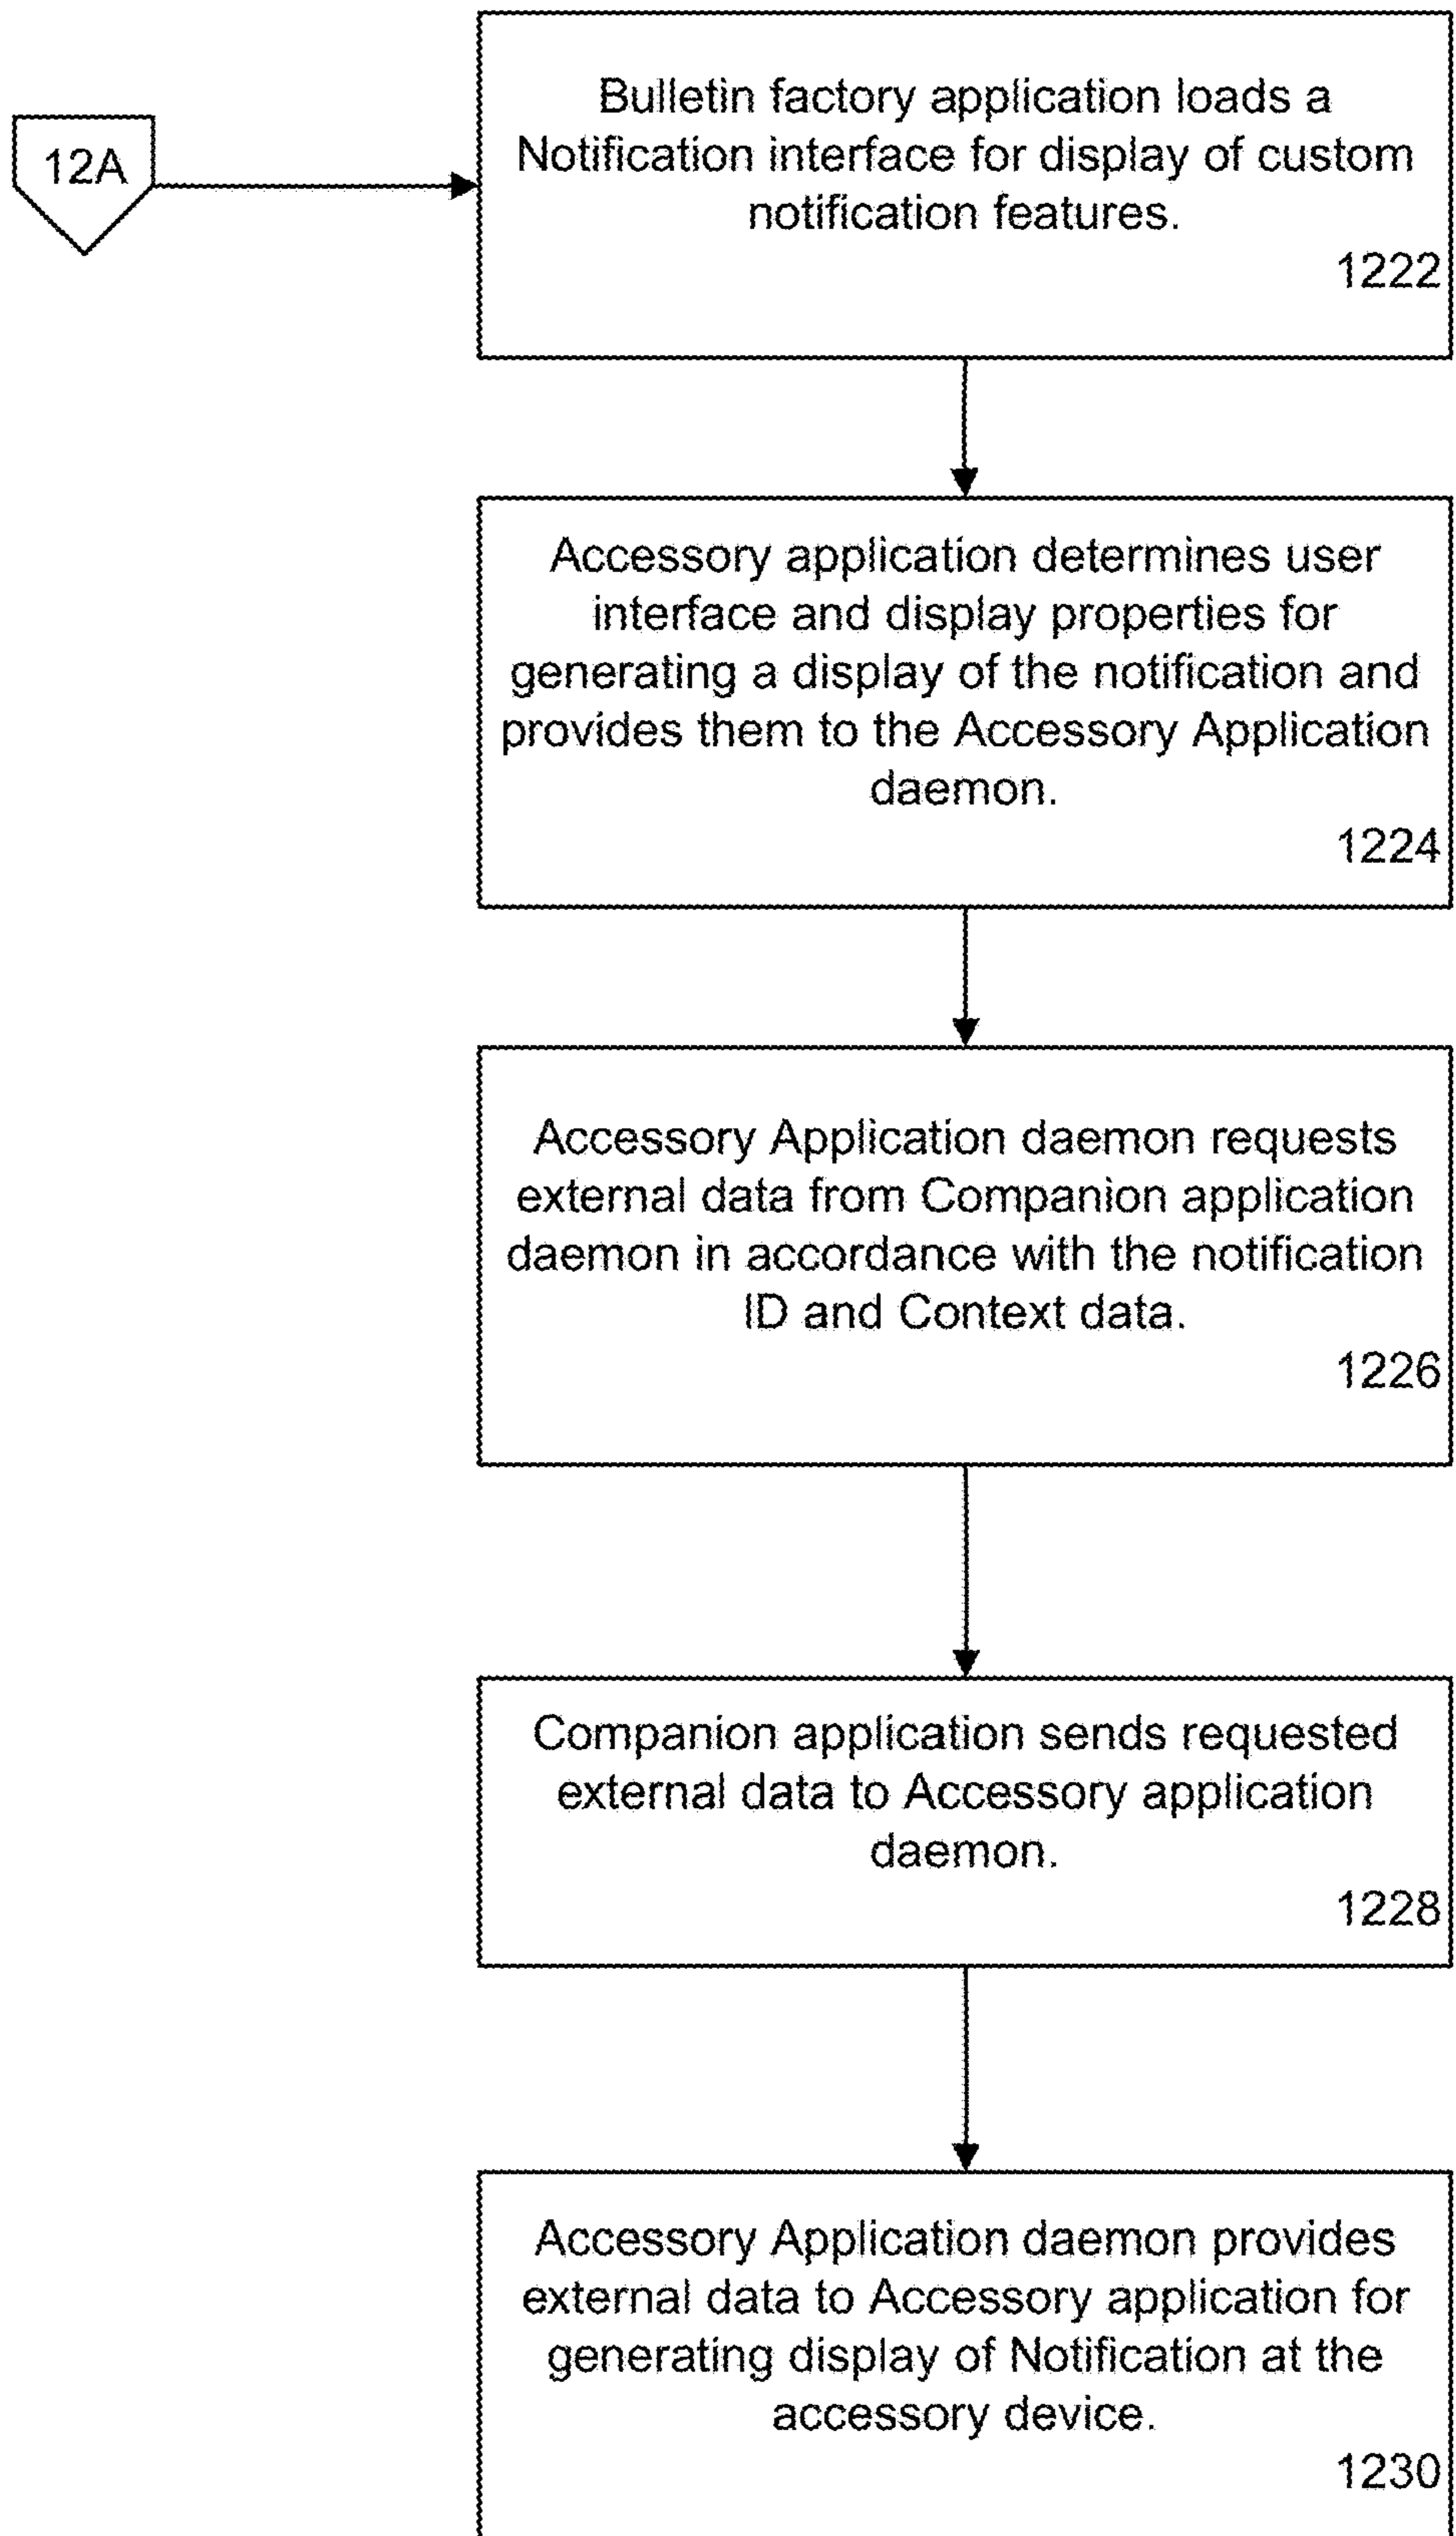 12A
Bulletin factory application loads a
Notification interface for display of custom
notification features.
1222
Accessory application determines user
interface and display properties for
generating a display of the notification and
provides them to the Accessory Application
daemon.
1224
Accessory Application daemon requests
external data from Companion application
daemon in accordance with the notification
ID and Context data.
1226
Companion application sends requested
external data to Accessory application
daemon.
1228
Accessory Application daemon provides
external data to Accessory application for
generating display of Notification at the
accessory device.
1230